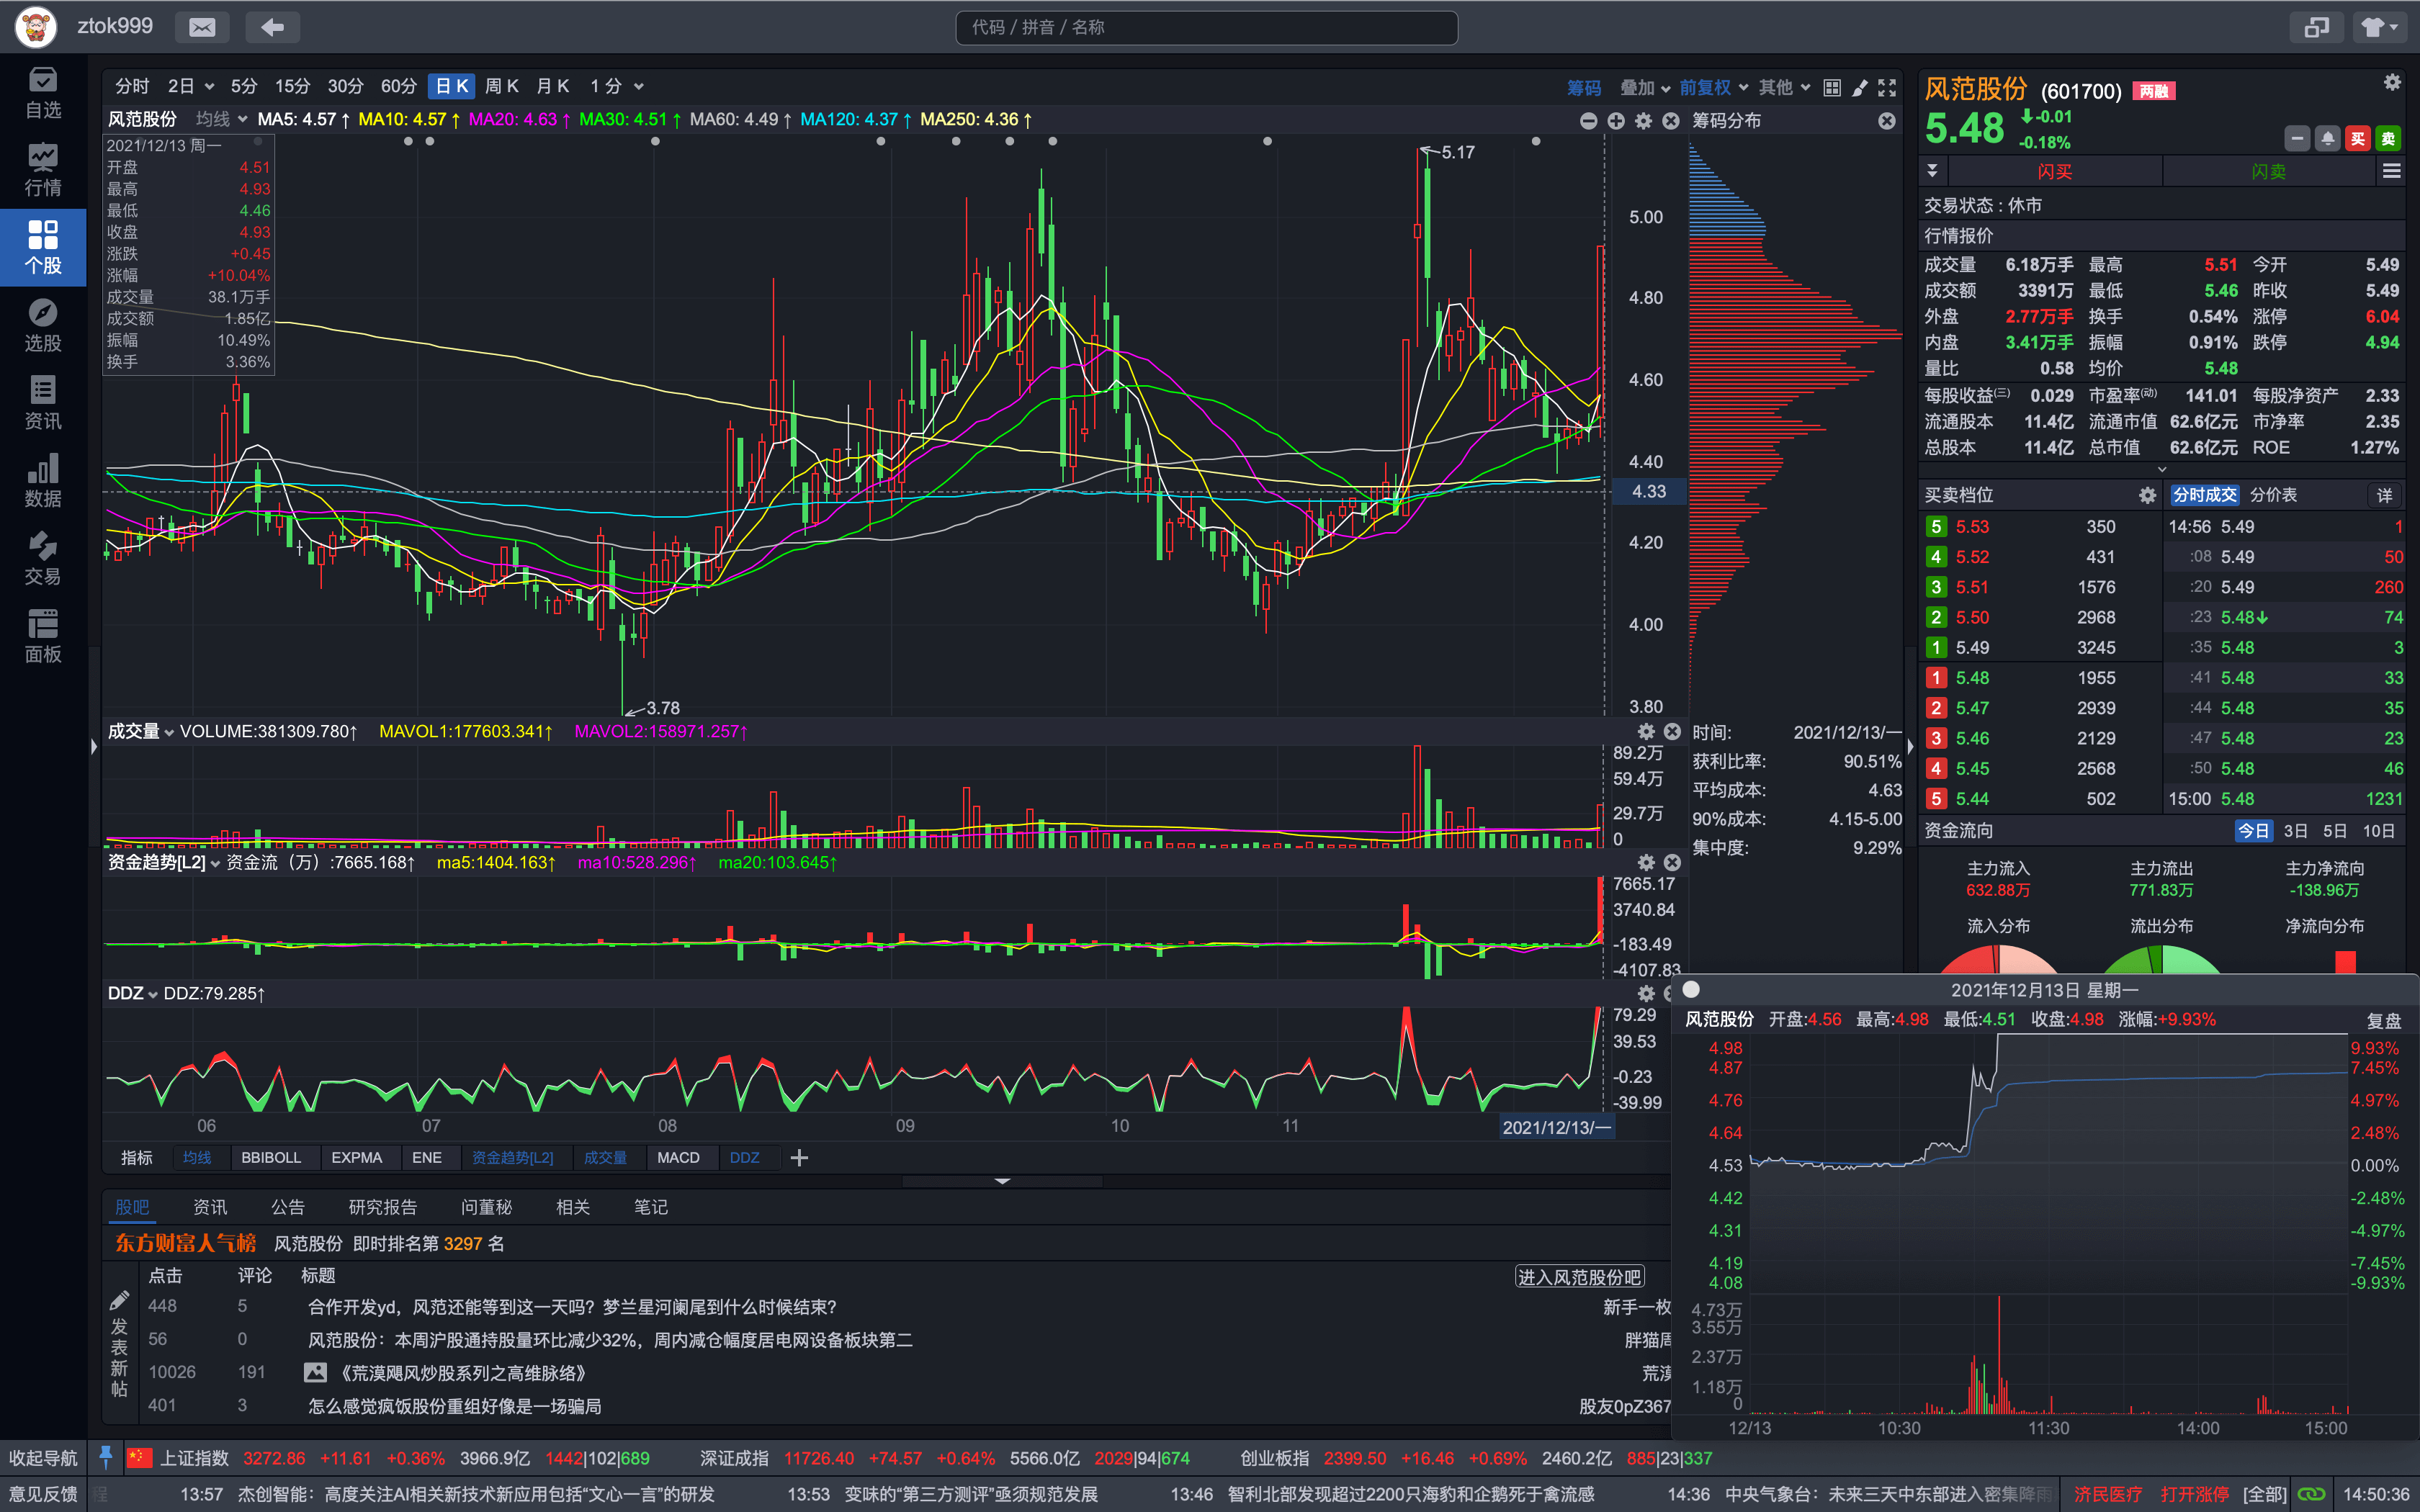 ztok999
代码 / 拼音 / 名称
自选
行情
个股
选股
资讯
数据
交易
面板
分时 2日 5分 15分 30分 60分 日K 周K 月K 1分
筹码 叠加 前复权 其他
风范股份 均线 MA5: 4.57↑ MA10: 4.57↑ MA20: 4.63↑ MA30: 4.51↑ MA60: 4.49↑ MA120: 4.37↑ MA250: 4.36↑
筹码分布
2021/12/13 周一
开盘 4.51
最高 4.93
最低 4.46
收盘 4.93
涨跌 +0.45
涨幅 +10.04%
成交量 38.1万手
成交额 1.85亿
振幅 10.49%
换手 3.36%
5.17
3.78
5.00
4.80
4.60
4.40
4.33
4.20
4.00
3.80
成交量 VOLUME:381309.780↑ MAVOL1:177603.341↑ MAVOL2:158971.257↑
89.2万
59.4万
29.7万
0
资金趋势[L2] 资金流（万）:7665.168↑ ma5:1404.163↑ ma10:528.296↑ ma20:103.645↑
7665.17
3740.84
-183.49
-4107.83
DDZ DDZ:79.285↑
79.29
39.53
-0.23
-39.99
06 07 08 09 10 11 2021/12/13/一
时间: 2021/12/13/一
获利比率: 90.51%
平均成本: 4.63
90%成本: 4.15-5.00
集中度: 9.29%
指标 均线 BBIBOLL EXPMA ENE 资金趋势[L2] 成交量 MACD DDZ
股吧 资讯 公告 研究报告 问董秘 相关 笔记
东方财富人气榜 风范股份 即时排名第 3297 名
点击 评论 标题
进入风范股份吧
发表新帖
448 5 合作开发yd，风范还能等到这一天吗？梦兰星河阑尾到什么时候结束? 新手一枚
56 0 风范股份：本周沪股通持股量环比减少32%，周内减仓幅度居电网设备板块第二 胖猫
10026 191 《荒漠飓风炒股系列之高维脉络》 荒漠
401 3 怎么感觉疯饭股份重组好像是一场骗局 股友0pZ367
风范股份 (601700) 两融
5.48 -0.01
-0.18%
买 卖
闪买 闪卖
交易状态 : 休市
行情报价
成交量 6.18万手 最高 5.51 今开 5.49
成交额 3391万 最低 5.46 昨收 5.49
外盘 2.77万手 换手 0.54% 涨停 6.04
内盘 3.41万手 振幅 0.91% 跌停 4.94
量比 0.58 均价 5.48
每股收益(三) 0.029 市盈率(动) 141.01 每股净资产 2.33
流通股本 11.4亿 流通市值 62.6亿元 市净率 2.35
总股本 11.4亿 总市值 62.6亿元 ROE 1.27%
买卖档位 分时成交 分价表 详
5 5.53 350 14:56 5.49 1
4 5.52 431 :08 5.49 50
3 5.51 1576 :20 5.49 260
2 5.50 2968 :23 5.48 74
1 5.49 3245 :35 5.48 3
1 5.48 1955 :41 5.48 33
2 5.47 2939 :44 5.48 35
3 5.46 2129 :47 5.48 23
4 5.45 2568 :50 5.48 46
5 5.44 502 15:00 5.48 1231
资金流向 今日 3日 5日 10日
主力流入 主力流出 主力净流向
632.88万 771.83万 -138.96万
流入分布 流出分布 净流向分布
2021年12月13日 星期一
风范股份 开盘:4.56 最高:4.98 最低:4.51 收盘:4.98 涨幅:+9.93% 复盘
4.98 9.93%
4.87 7.45%
4.76 4.97%
4.64 2.48%
4.53 0.00%
4.42 -2.48%
4.31 -4.97%
4.19 -7.45%
4.08 -9.93%
4.73万
3.55万
2.37万
1.18万
0
12/13 10:30 11:30 14:00 15:00
收起导航 上证指数 3272.86 +11.61 +0.36% 3966.9亿 1442|102|689 深证成指 11726.40 +74.57 +0.64% 5566.0亿 2029|94|674 创业板指 2399.50 +16.46 +0.69% 2460.2亿 885|23|337
意见反馈 程 13:57 杰创智能：高度关注AI相关新技术新应用包括“文心一言”的研发 13:53 变味的“第三方测评”亟须规范发展 13:46 智利北部发现超过2200只海豹和企鹅死于禽流感 14:36 中央气象台：未来三天中东部进入密集降雨 济民医疗 打开涨停 [全部] 14:50:36